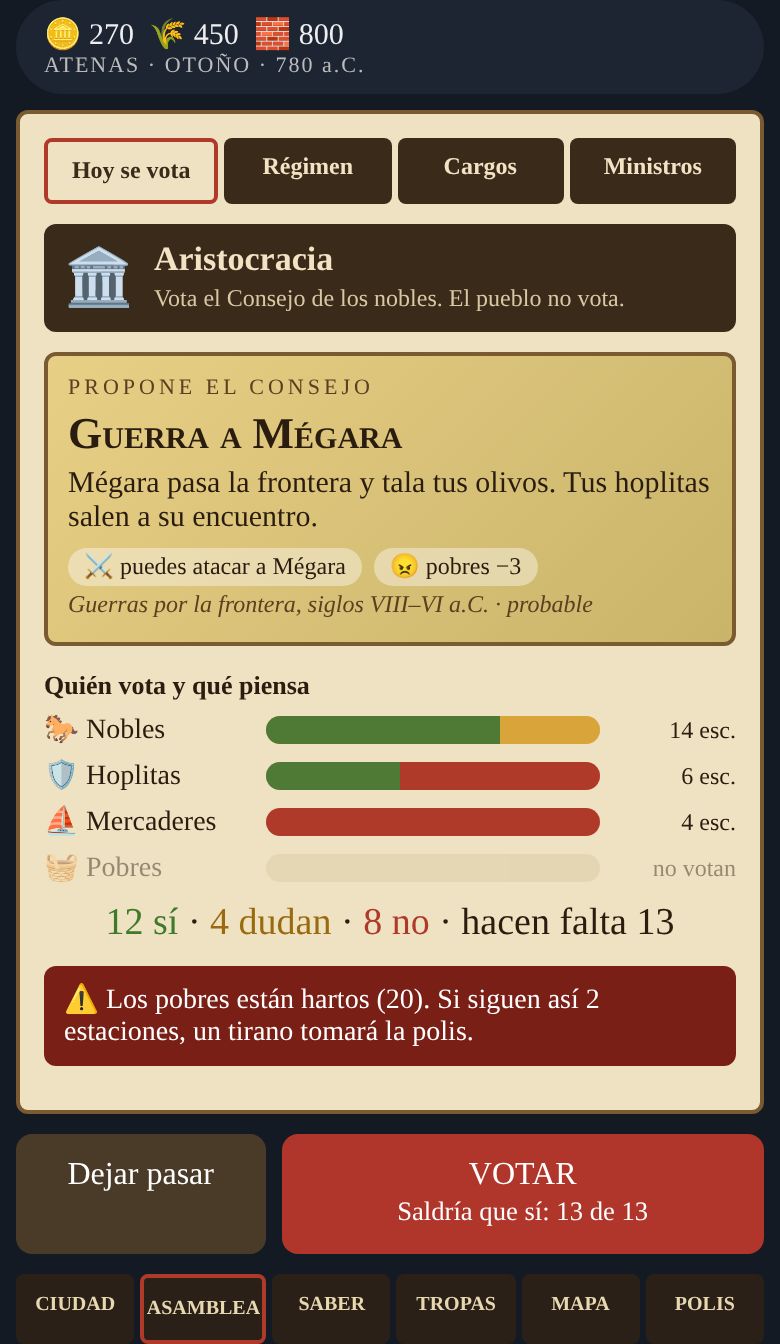 🪙 270 🌾 450 🧱 800
ATENAS · OTOÑO · 780 a.C.
Hoy se vota
Régimen
Cargos
Ministros
Aristocracia
Vota el Consejo de los nobles. El pueblo no vota.
PROPONE EL CONSEJO
Guerra a Mégara
Mégara pasa la frontera y tala tus olivos. Tus hoplitas
salen a su encuentro.
⚔️ puedes atacar a Mégara
😠 pobres −3
Guerras por la frontera, siglos VIII–VI a.C. · probable
Quién vota y qué piensa
🐎 Nobles 14 esc.
🛡️ Hoplitas 6 esc.
⛵ Mercaderes 4 esc.
🧺 Pobres no votan
12 sí · 4 dudan · 8 no · hacen falta 13
⚠️ Los pobres están hartos (20). Si siguen así 2
estaciones, un tirano tomará la polis.
Dejar pasar
VOTAR
Saldría que sí: 13 de 13
CIUDAD
ASAMBLEA
SABER
TROPAS
MAPA
POLIS